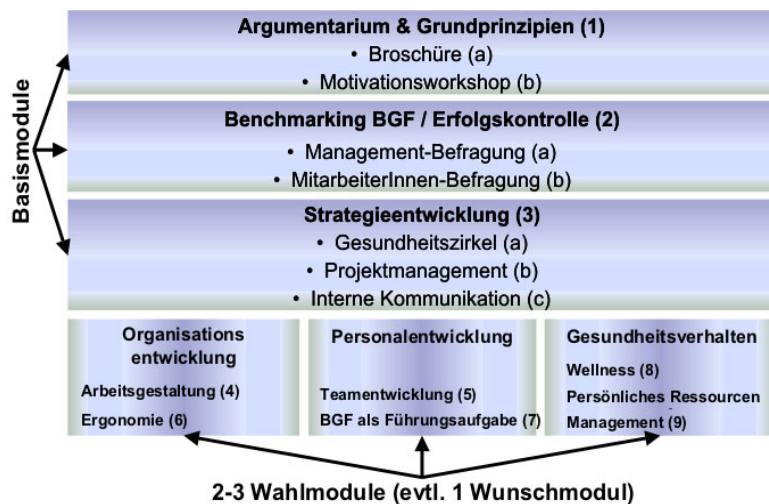 Basismodule
Argumentarium & Grundprinzipien (1)
• Broschüre (a)
• Motivationsworkshop (b)
Benchmarking BGF / Erfolgskontrolle (2)
• Management-Befragung (a)
• MitarbeiterInnen-Befragung (b)
Strategieentwicklung (3)
• Gesundheitszirkel (a)
• Projektmanagement (b)
• Interne Kommunikation (c)
Organisations
entwicklung
Arbeitsgestaltung (4)
Ergonomie (6)
Personalentwicklung
Teamentwicklung (5)
BGF als Führungsaufgabe (7)
Gesundheitsverhalten
Wellness (8)
Persönliches Ressourcen
Management (9)
2-3 Wahlmodule (evtl. 1 Wunschmodul)